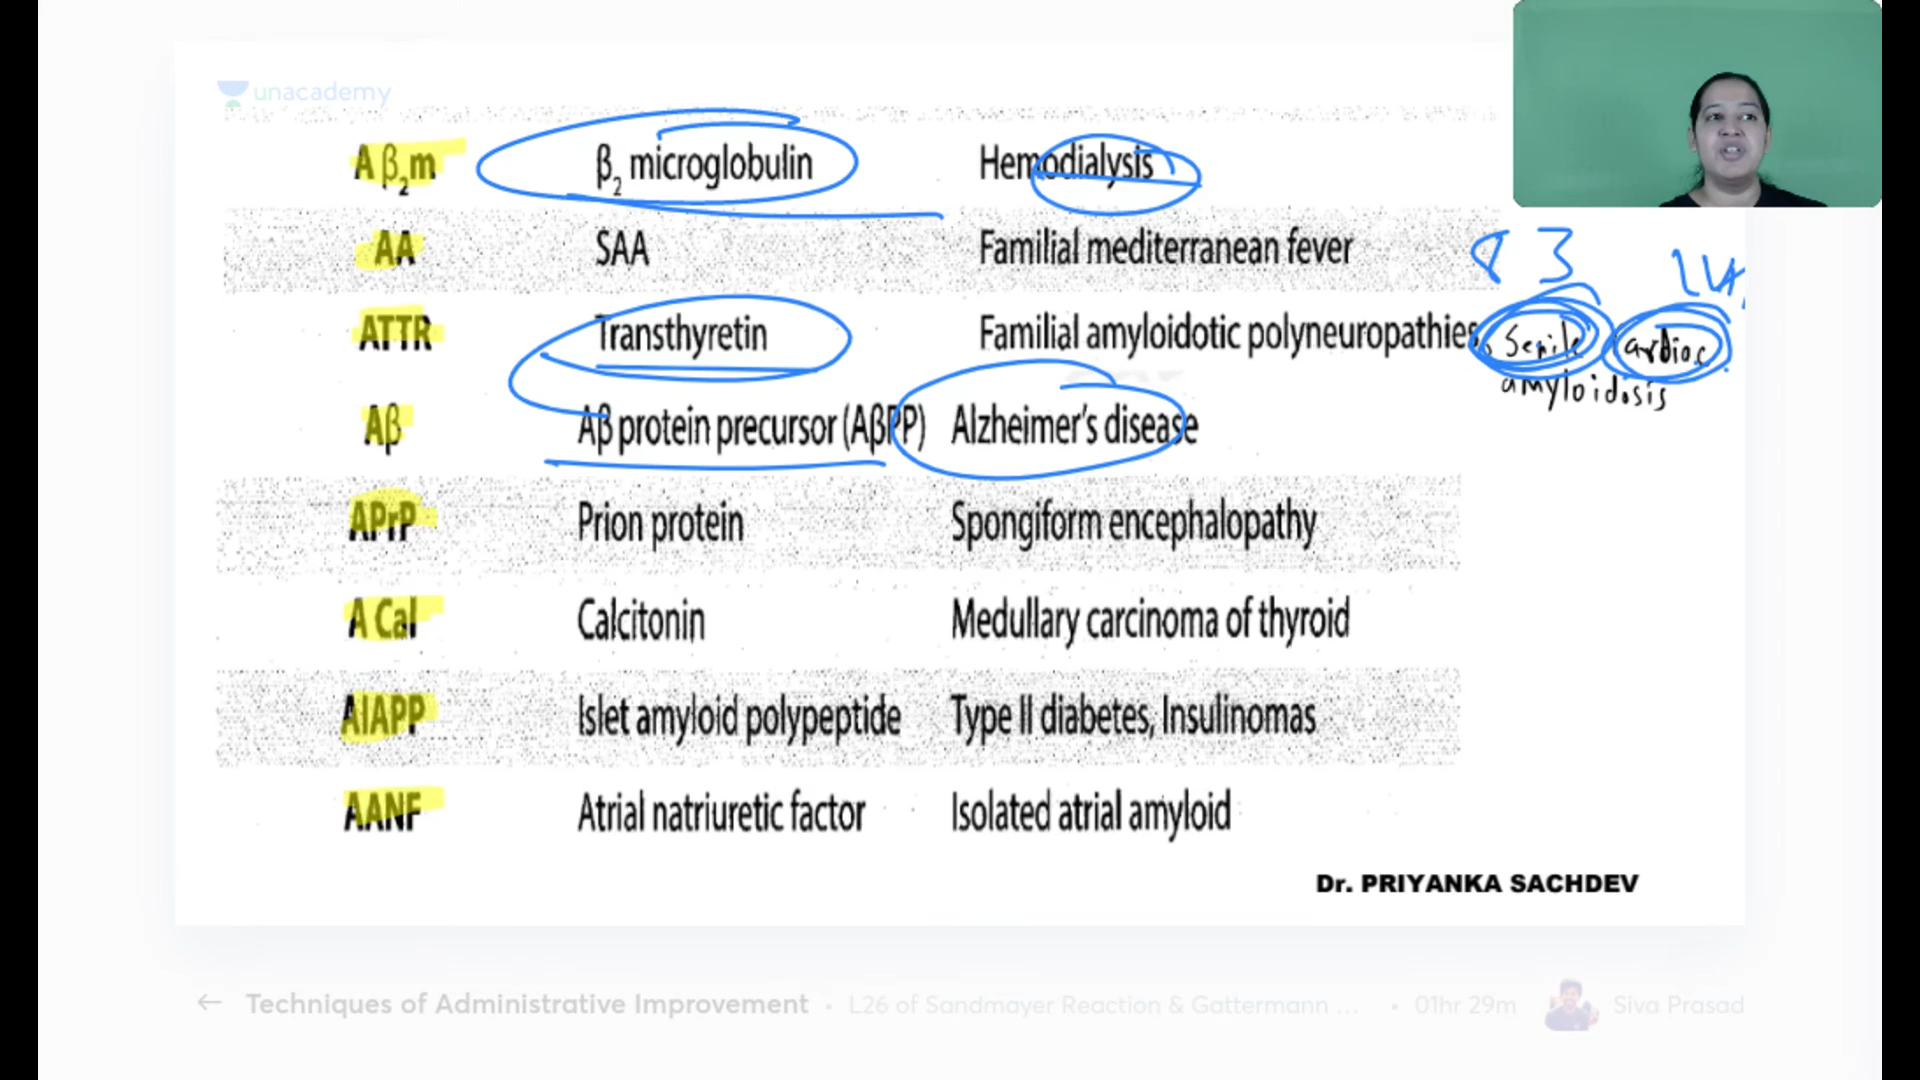 unacademy
A β₂m β₂ microglobulin Hemodialysis
AA SAA Familial mediterranean fever
ATTR Transthyretin Familial amyloidotic polyneuropathies, Senile cardiac
amyloidosis
Aβ Aβ protein precursor (AβPP) Alzheimer's disease
APrP Prion protein Spongiform encephalopathy
A Cal Calcitonin Medullary carcinoma of thyroid
AIAPP Islet amyloid polypeptide Type II diabetes, Insulinomas
AANF Atrial natriuretic factor Isolated atrial amyloid
Dr. PRIYANKA SACHDEV
← Techniques of Administrative Improvement • L26 of Sandmayer Reaction & Gattermann ... • 01hr 29m Siva Prasad